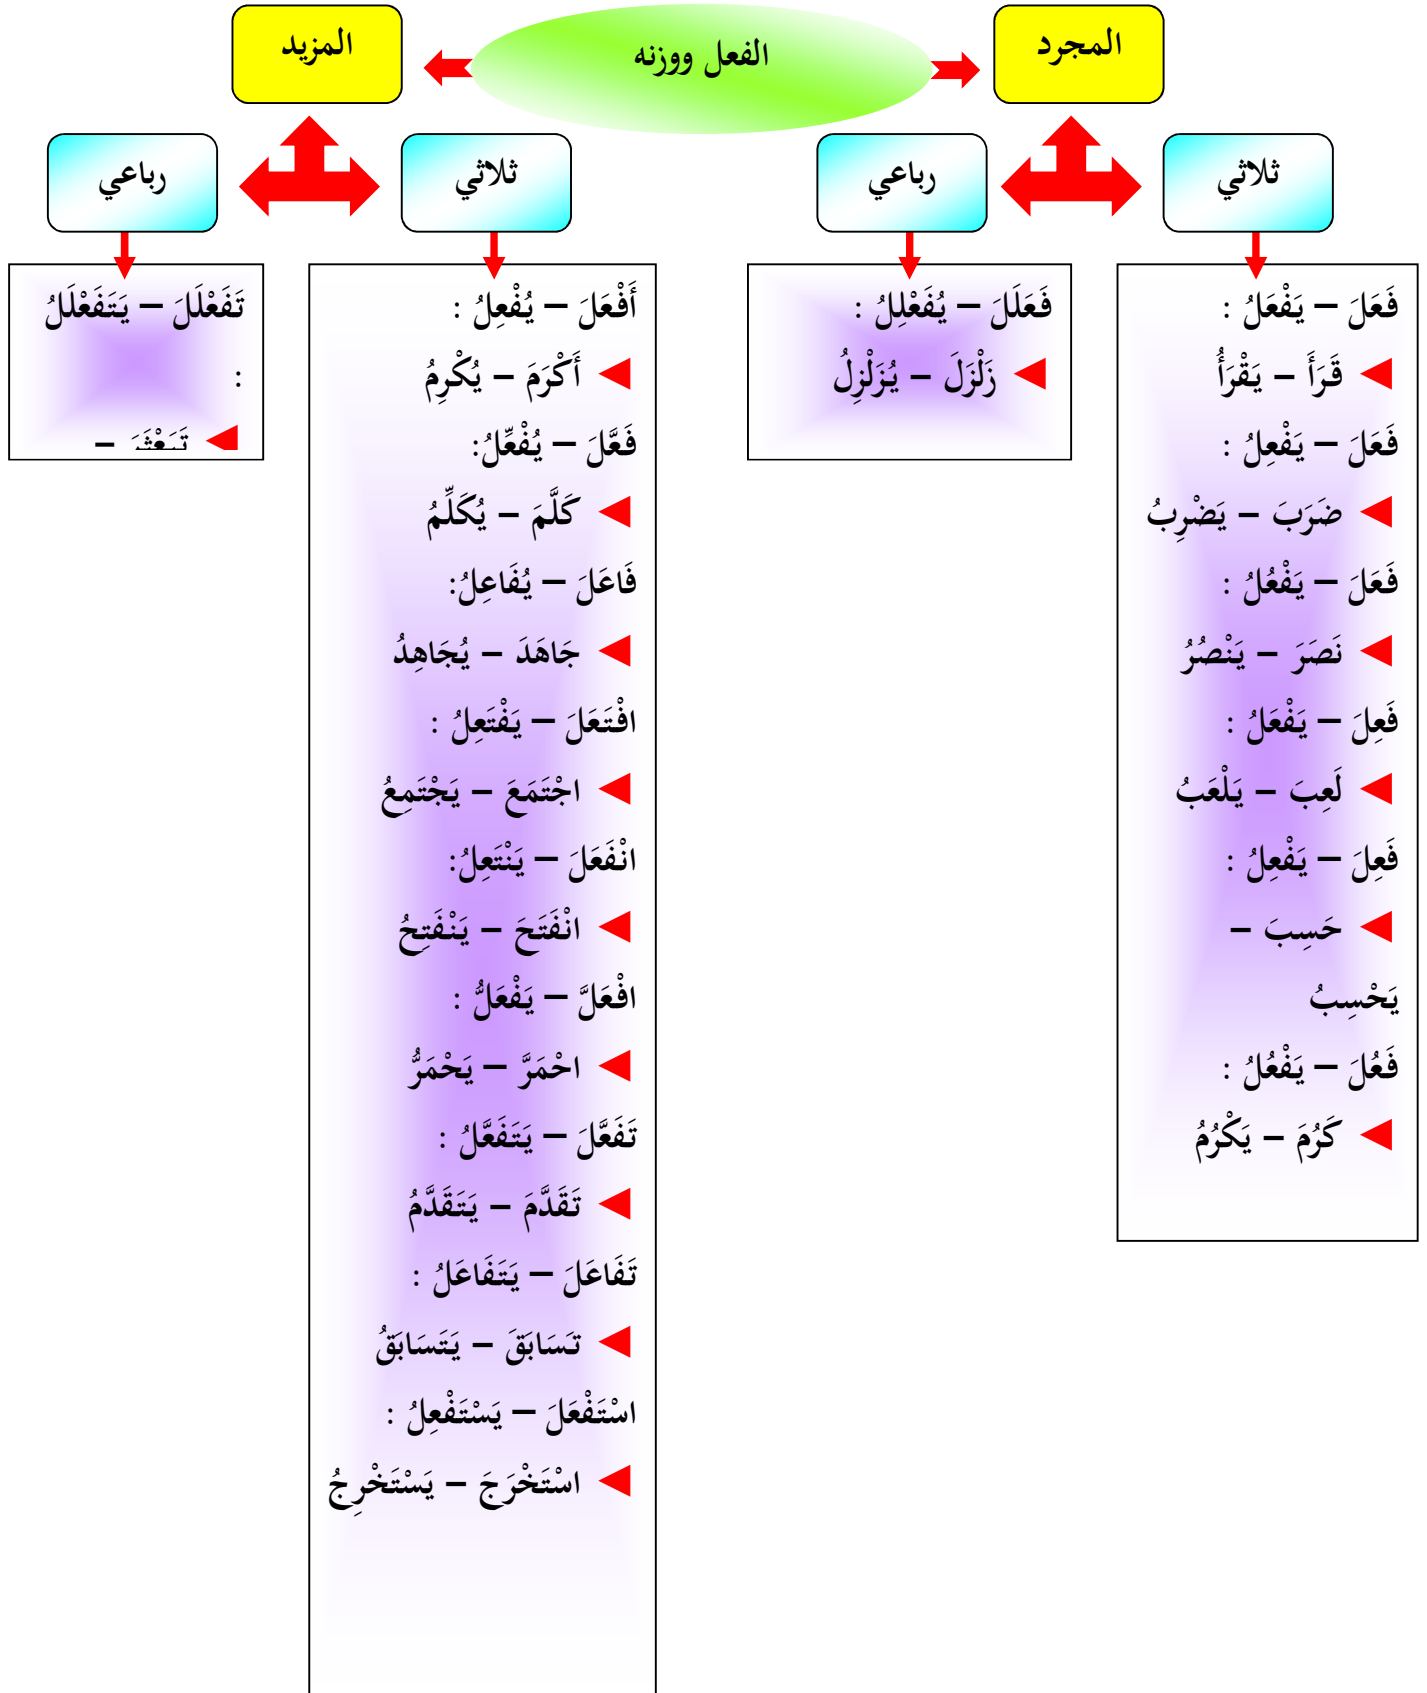 الفعل ووزنه
المجرد
المزيد
ثلاثي
رباعي
ثلاثي
رباعي
فَعَلَ – يَفْعَلُ :
قَرَأَ – يَقْرَأُ
فَعَلَ – يَفْعِلُ :
ضَرَبَ – يَضْرِبُ
فَعَلَ – يَفْعُلُ :
نَصَرَ – يَنْصُرُ
فَعِلَ – يَفْعَلُ :
لَعِبَ – يَلْعَبُ
فَعِلَ – يَفْعِلُ :
حَسِبَ –
يَحْسِبُ
فَعُلَ – يَفْعُلُ :
كَرُمَ – يَكْرُمُ
فَعَلَلَ – يُفَعْلِلُ :
زَلْزَلَ – يُزَلْزِلُ
أَفْعَلَ – يُفْعِلُ :
أَكْرَمَ – يُكْرِمُ
فَعَّلَ – يُفْعِّلُ:
كَلَّمَ – يُكَلِّمُ
فَاعَلَ – يُفَاعِلُ:
جَاهَدَ – يُجَاهِدُ
افْتَعَلَ – يَفْتَعِلُ :
اجْتَمَعَ – يَجْتَمِعُ
انْفَعَلَ – يَنْتَعِلُ:
انْفَتَحَ – يَنْفَتِحُ
افْعَلَّ – يَفْعَلُّ :
احْمَرَّ – يَحْمَرُّ
تَفَعَّلَ – يَتَفَعَّلُ :
تَقَدَّمَ – يَتَقَدَّمُ
تَفَاعَلَ – يَتَفَاعَلُ :
تَسَابَقَ – يَتَسَابَقُ
اسْتَفْعَلَ – يَسْتَفْعِلُ :
اسْتَخْرَجَ – يَسْتَخْرِجُ
تَفَعْلَلَ – يَتَفَعْلَلُ
:
تَبَعْثَرَ –